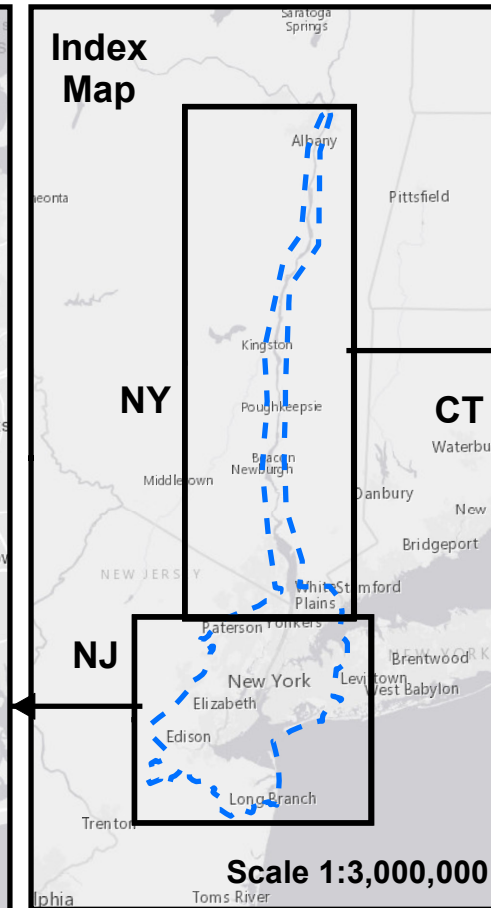 Saratoga
Springs
Index
Map
Albany
Pittsfield
eonta
Kingston
NY
Poughkeepsie
CT
Waterbu
Beacon
Newburgh
Middletown
Danbury
New
Bridgeport
NEW JERSEY
White
Plains
Stamford
Paterson
Yonkers
NJ
NEW YORK
Brentwood
New York
Levittown
West Babylon
Elizabeth
Edison
Long Branch
Trenton
Scale 1:3,000,000
lphia
Toms River